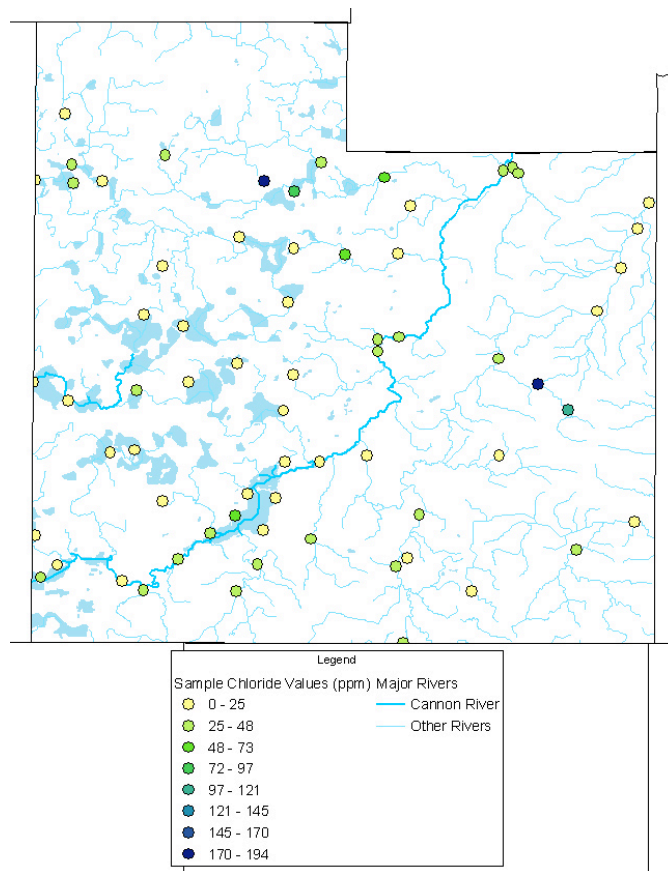 Legend
Sample Chloride Values (ppm) Major Rivers
0 - 25 Cannon River
25 - 48 Other Rivers
48 - 73
72 - 97
97 - 121
121 - 145
145 - 170
170 - 194